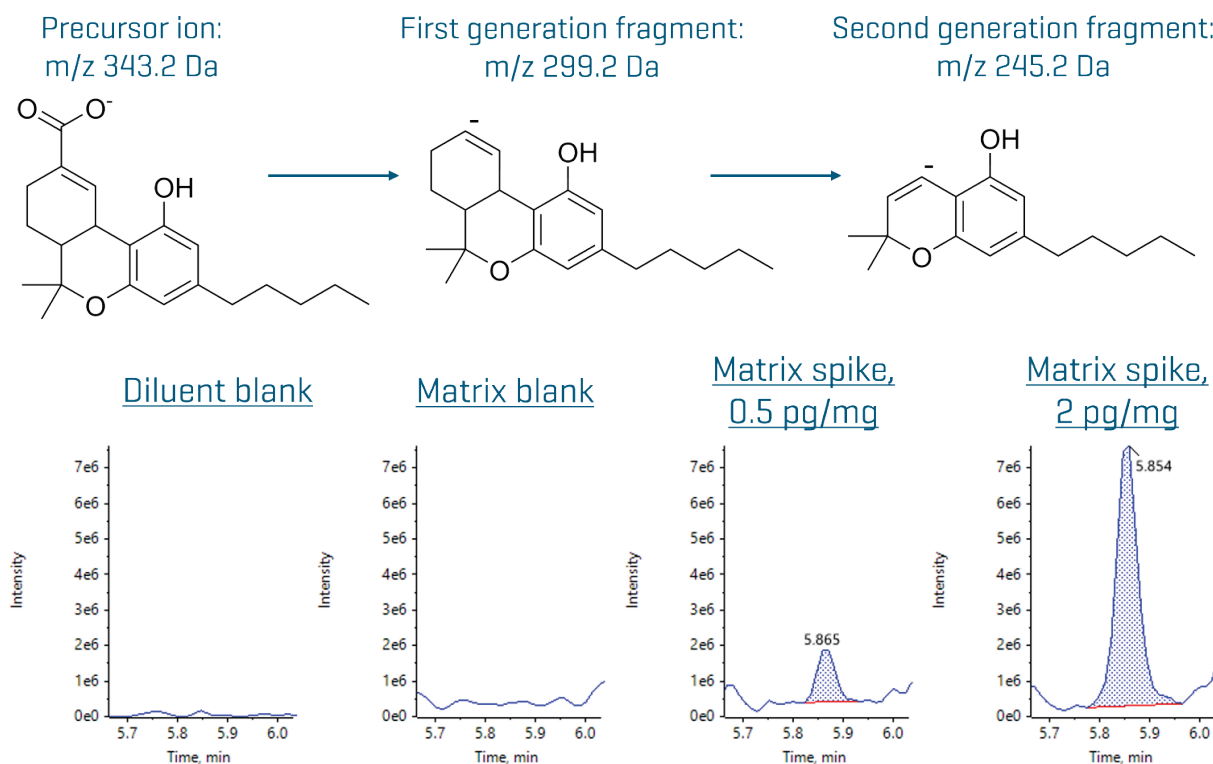 Precursor ion:
m/z 343.2 Da
First generation fragment:
m/z 299.2 Da
Second generation fragment:
m/z 245.2 Da
O
O-
OH
O
-
OH
O
-
OH
O
Diluent blank
Matrix blank
Matrix spike,
0.5 pg/mg
Matrix spike,
2 pg/mg
Intensity
7e6
6e6
5e6
4e6
3e6
2e6
1e6
0e0
5.7 5.8 5.9 6.0
Time, min
Intensity
7e6
6e6
5e6
4e6
3e6
2e6
1e6
0e0
5.7 5.8 5.9 6.0
Time, min
Intensity
7e6
6e6
5e6
4e6
3e6
2e6
1e6
0e0
5.865
5.7 5.8 5.9 6.0
Time, min
Intensity
7e6
6e6
5e6
4e6
3e6
2e6
1e6
0e0
5.854
5.7 5.8 5.9 6.0
Time, min